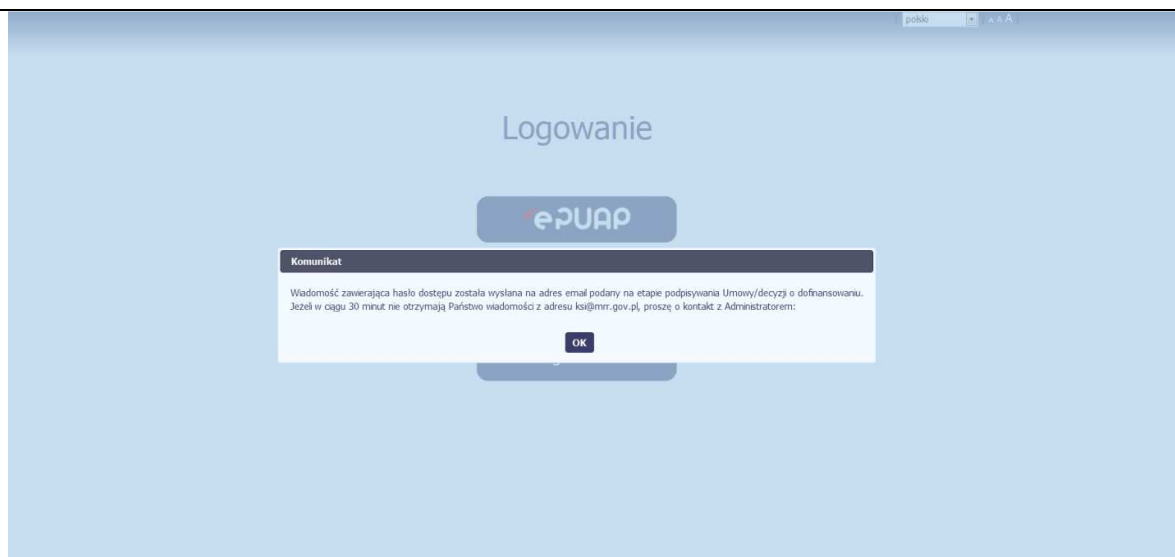 polski A A A
Logowanie
ePUAP
Komunikat
Wiadomość zawierająca hasło dostępu została wysłana na adres email podany na etapie podpisywania Umowy/decyzji o dofinansowaniu.
Jeżeli w ciągu 30 minut nie otrzymają Państwo wiadomości z adresu ksi@mrr.gov.pl, proszę o kontakt z Administratorem:
OK